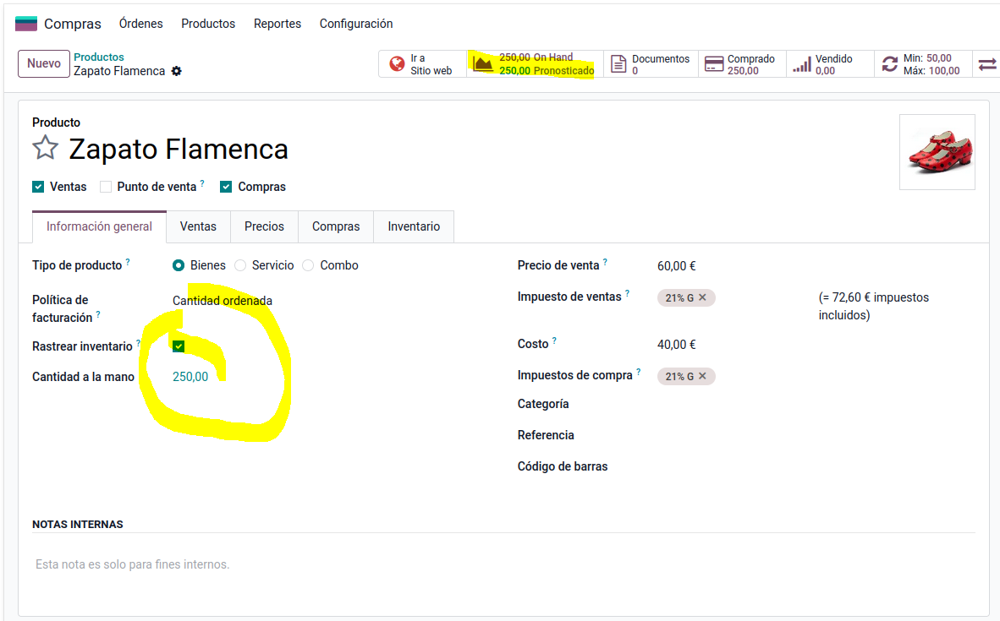 Compras Órdenes Productos Reportes Configuración
Nuevo
Productos
Zapato Flamenca
Ir a
Sitio web
250,00 On Hand
250,00 Pronosticado
Documentos
0
Comprado
250,00
Vendido
0,00
Min: 50,00
Máx: 100,00
Producto
Zapato Flamenca
Ventas Punto de venta ? Compras
Información general Ventas Precios Compras Inventario
Tipo de producto ? Bienes Servicio Combo
Política de
facturación ?
Cantidad ordenada
Rastrear inventario ?
Cantidad a la mano 250,00
Precio de venta ? 60,00 €
Impuesto de ventas ? 21% G ✕
(= 72,60 € impuestos
incluidos)
Costo ? 40,00 €
Impuestos de compra ? 21% G ✕
Categoría
Referencia
Código de barras
NOTAS INTERNAS
Esta nota es solo para fines internos.